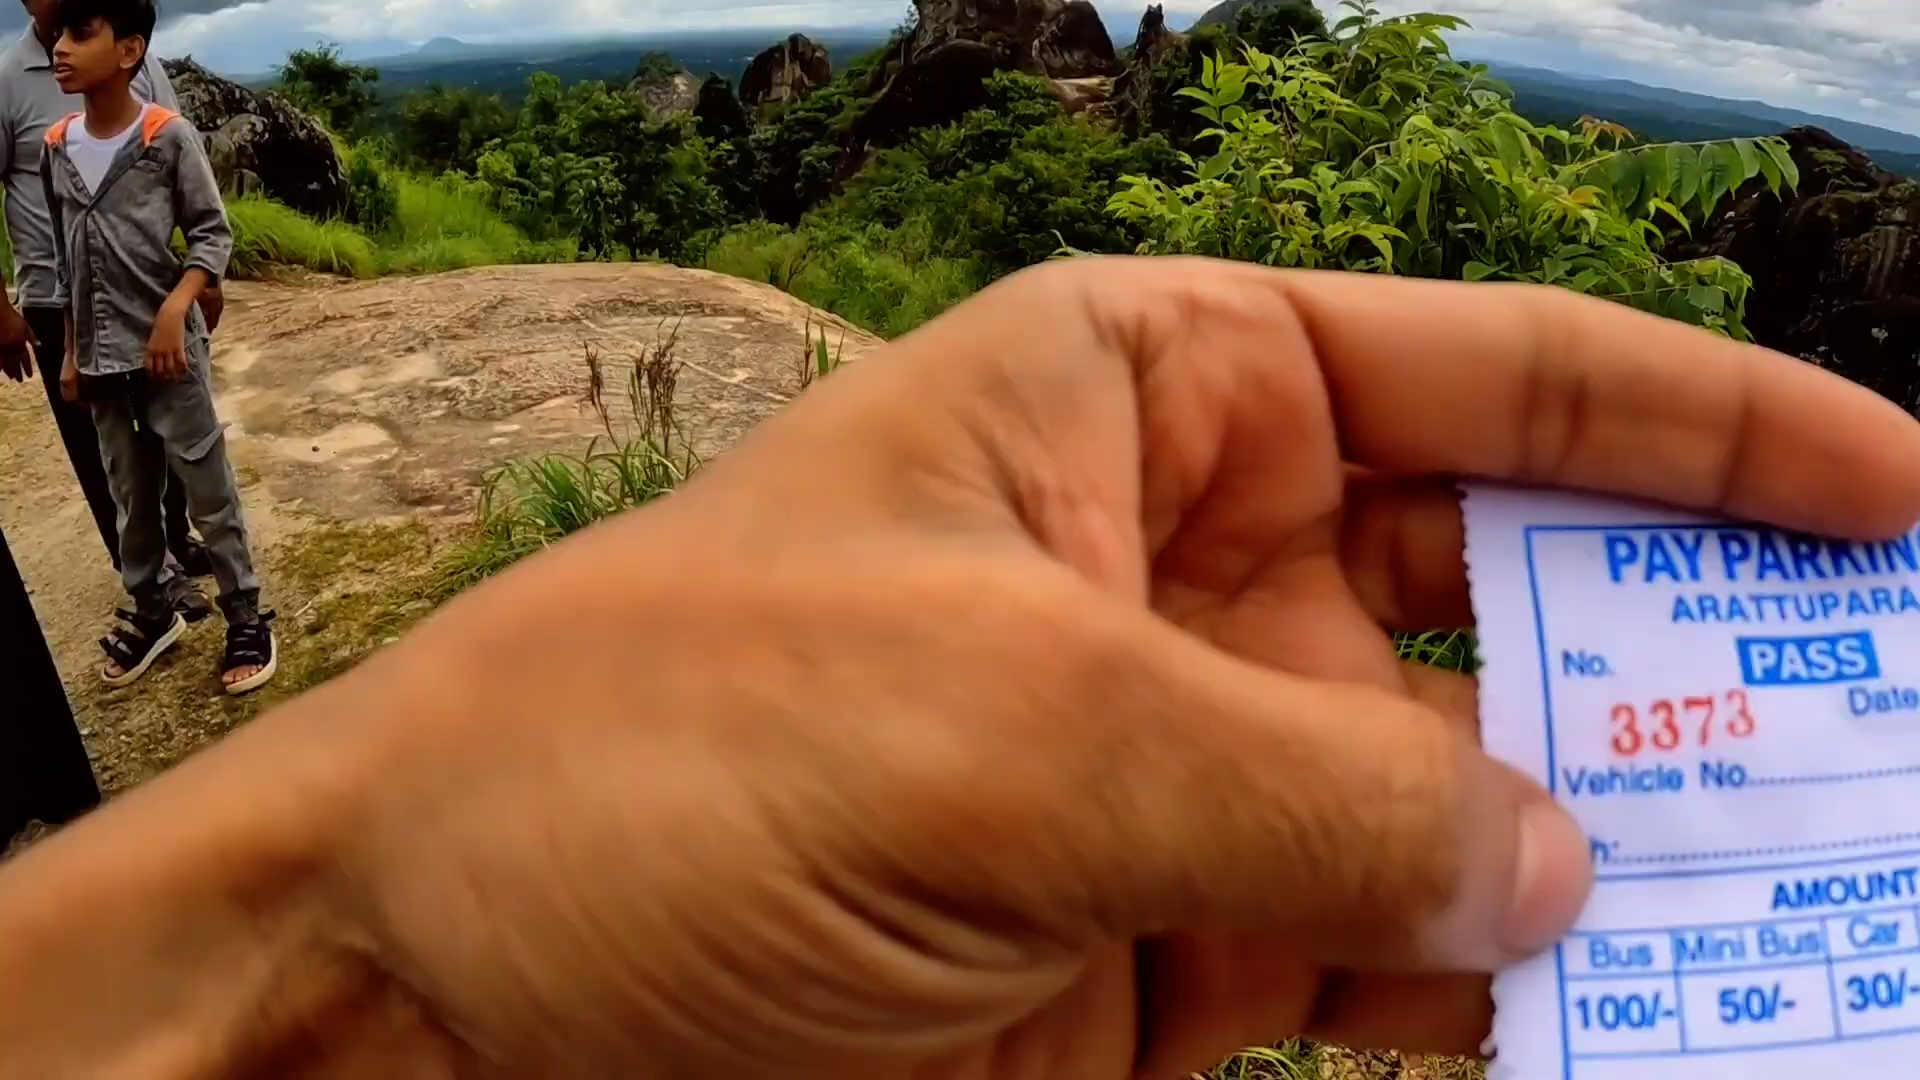 PAY PARKIN
ARATTUPARA
PASS
No.
3373
Date
Vehicle No.
h:
AMOUNT
Bus Mini Bus Car
100/- 50/- 30/-